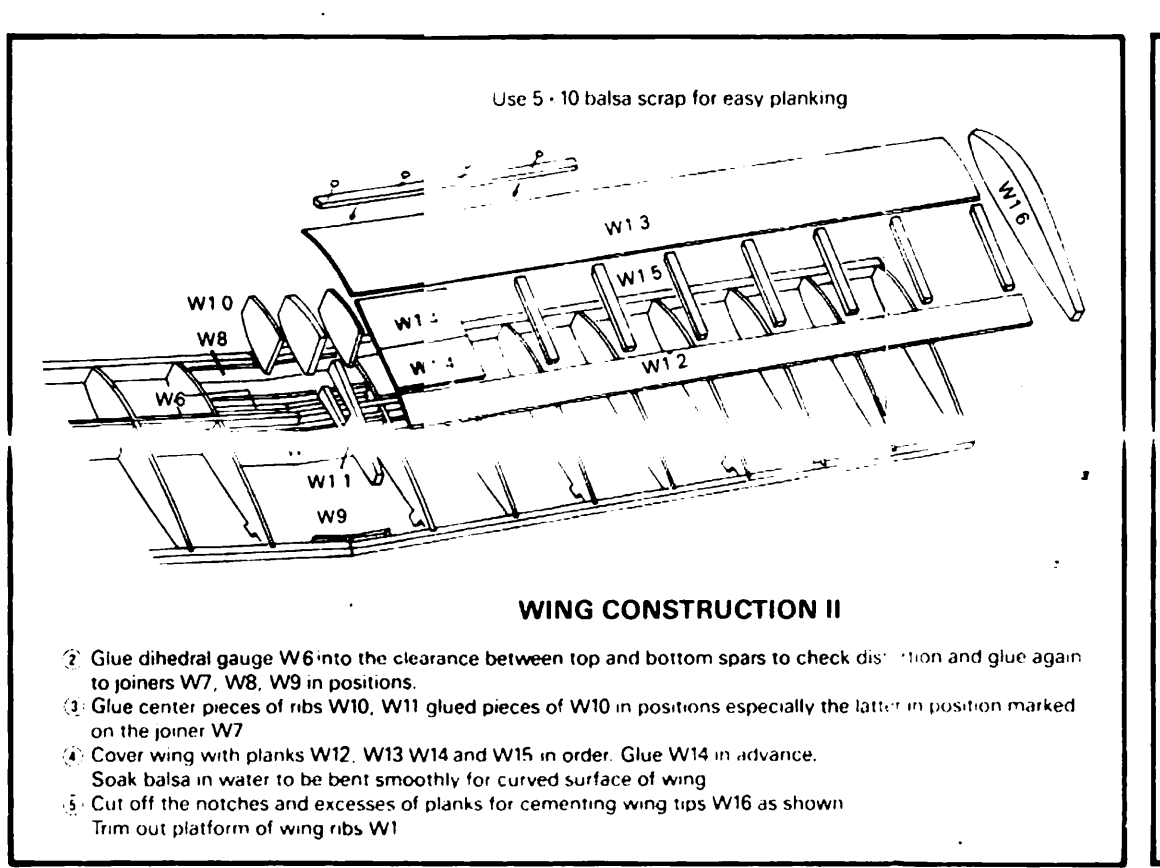 Use 5 · 10 balsa scrap for easy planking
W13
W16
W15
W10
W8
W14
W12
W6
W11
W9
WING CONSTRUCTION II
② Glue dihedral gauge W6 into the clearance between top and bottom spars to check and glue again
to joiners W7, W8, W9 in positions.
③ Glue center pieces of ribs W10, W11 glued pieces of W10 in positions especially the latter in position marked
on the joiner W7
④ Cover wing with planks W12, W13 W14 and W15 in order. Glue W14 in advance.
Soak balsa in water to be bent smoothly for curved surface of wing
⑤ Cut off the notches and excesses of planks for cementing wing tips W16 as shown
Trim out platform of wing ribs W1